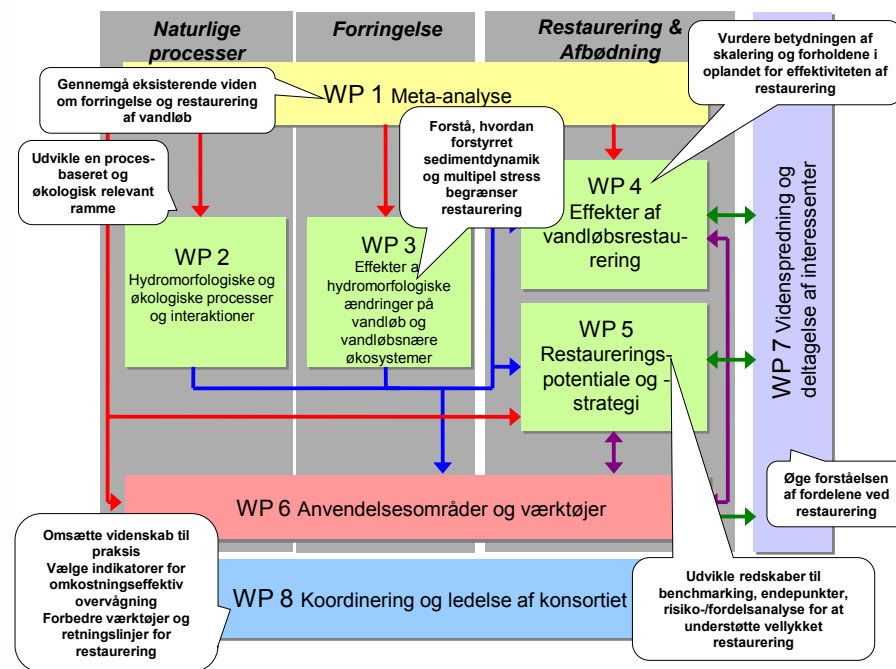 Naturlige
processer
Forringelse
Restaurering &
Afbødning
Vurdere betydningen af
skalering og forholdene i
oplandet for effektiviteten af
restaurering
Gennemgå eksisterende viden
om forringelse og restaurering
af vandløb
WP 1 Meta-analyse
Forstå, hvordan
forstyrret
sedimentdynamik
og multipel stress
begrænser
restaurering
Udvikle en proces-
baseret og
økologisk relevant
ramme
WP 2
Hydromorfologiske og
økologiske processer
og interaktioner
WP 3
Effekter a
hydromorfologiske
ændringer på
vandløb og
vandløbsnære
økosystemer
WP 4
Effekter af
vandløbsrestau-
rering
WP 5
Restaurerings-
potentiale og -
strategi
WP 7 Vidensspredning og
deltagelse af interessenter
Øge forståelsen
af fordelene ved
restaurering
WP 6 Anvendelsesområder og værktøjer
Omsætte videnskab til
praksis
Vælge indikatorer for
omkostningseffektiv
overvågning
Forbedre værktøjer og
retningslinjer for
restaurering
WP 8 Koordinering og ledelse af konsortiet
Udvikle redskaber til
benchmarking, endepunkter,
risiko-/fordelsanalyse for at
understøtte vellykket
restaurering